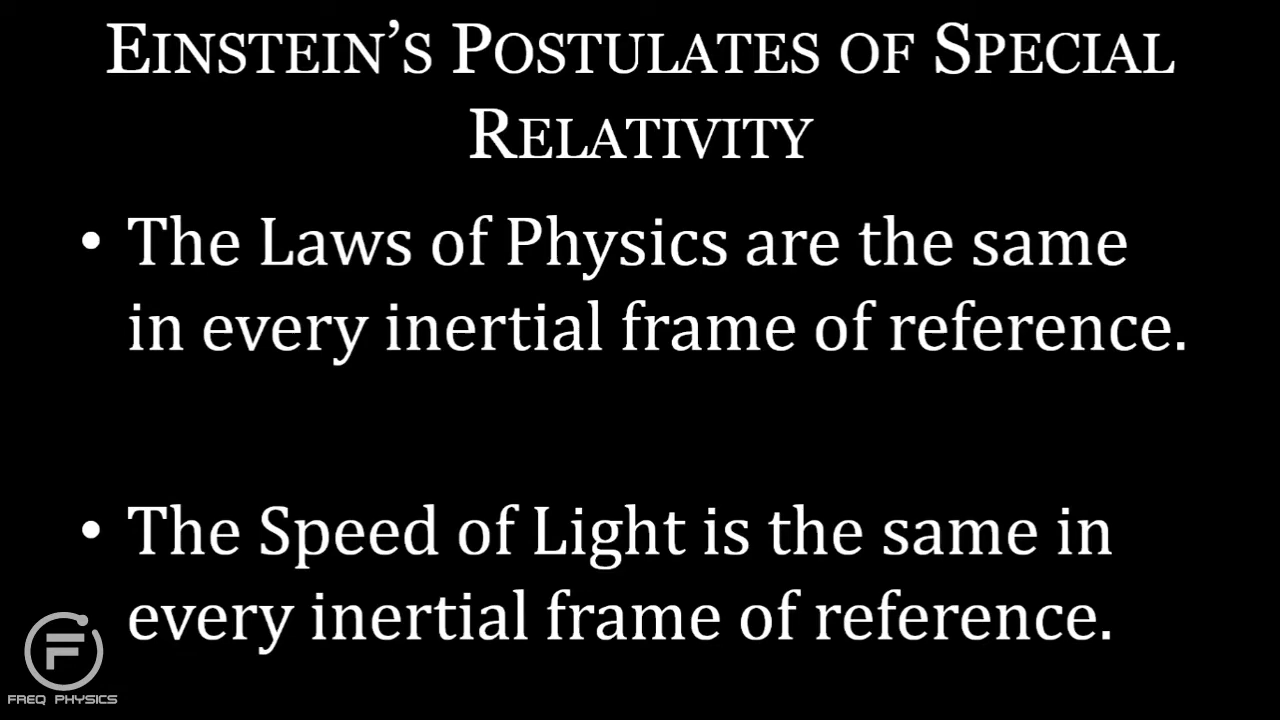 EINSTEIN’S POSTULATES OF SPECIAL
RELATIVITY
• The Laws of Physics are the same
in every inertial frame of reference.
• The Speed of Light is the same in
every inertial frame of reference.
F
FREQ PHYSICS